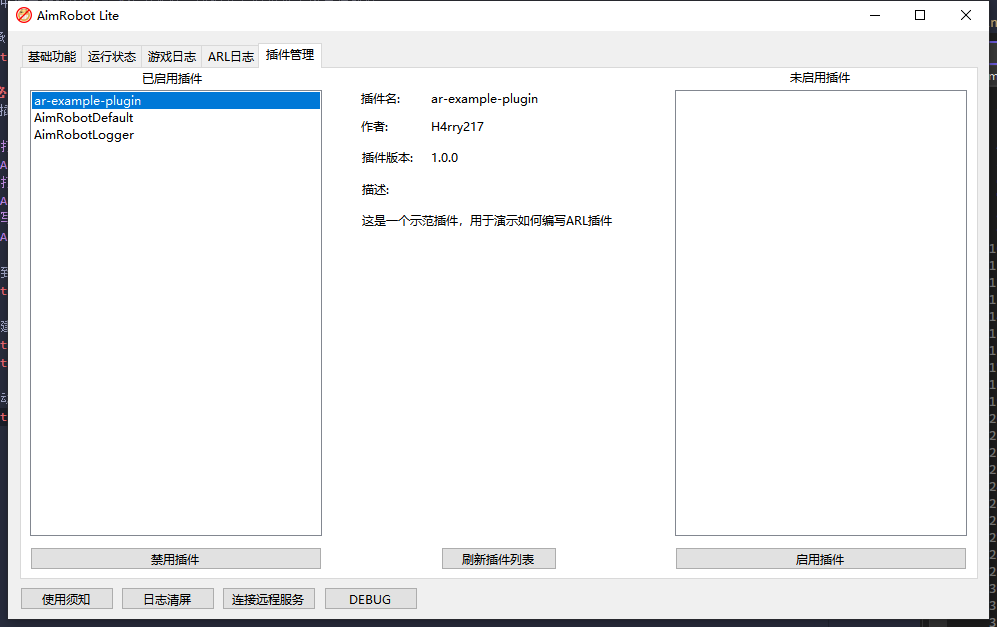 AimRobot Lite
基础功能 运行状态 游戏日志 ARL日志 插件管理
已启用插件
未启用插件
ar-example-plugin
AimRobotDefault
AimRobotLogger
插件名: ar-example-plugin
作者: H4rry217
插件版本: 1.0.0
描述:
这是一个示范插件，用于演示如何编写ARL插件
禁用插件 刷新插件列表 启用插件
使用须知 日志清屏 连接远程服务 DEBUG